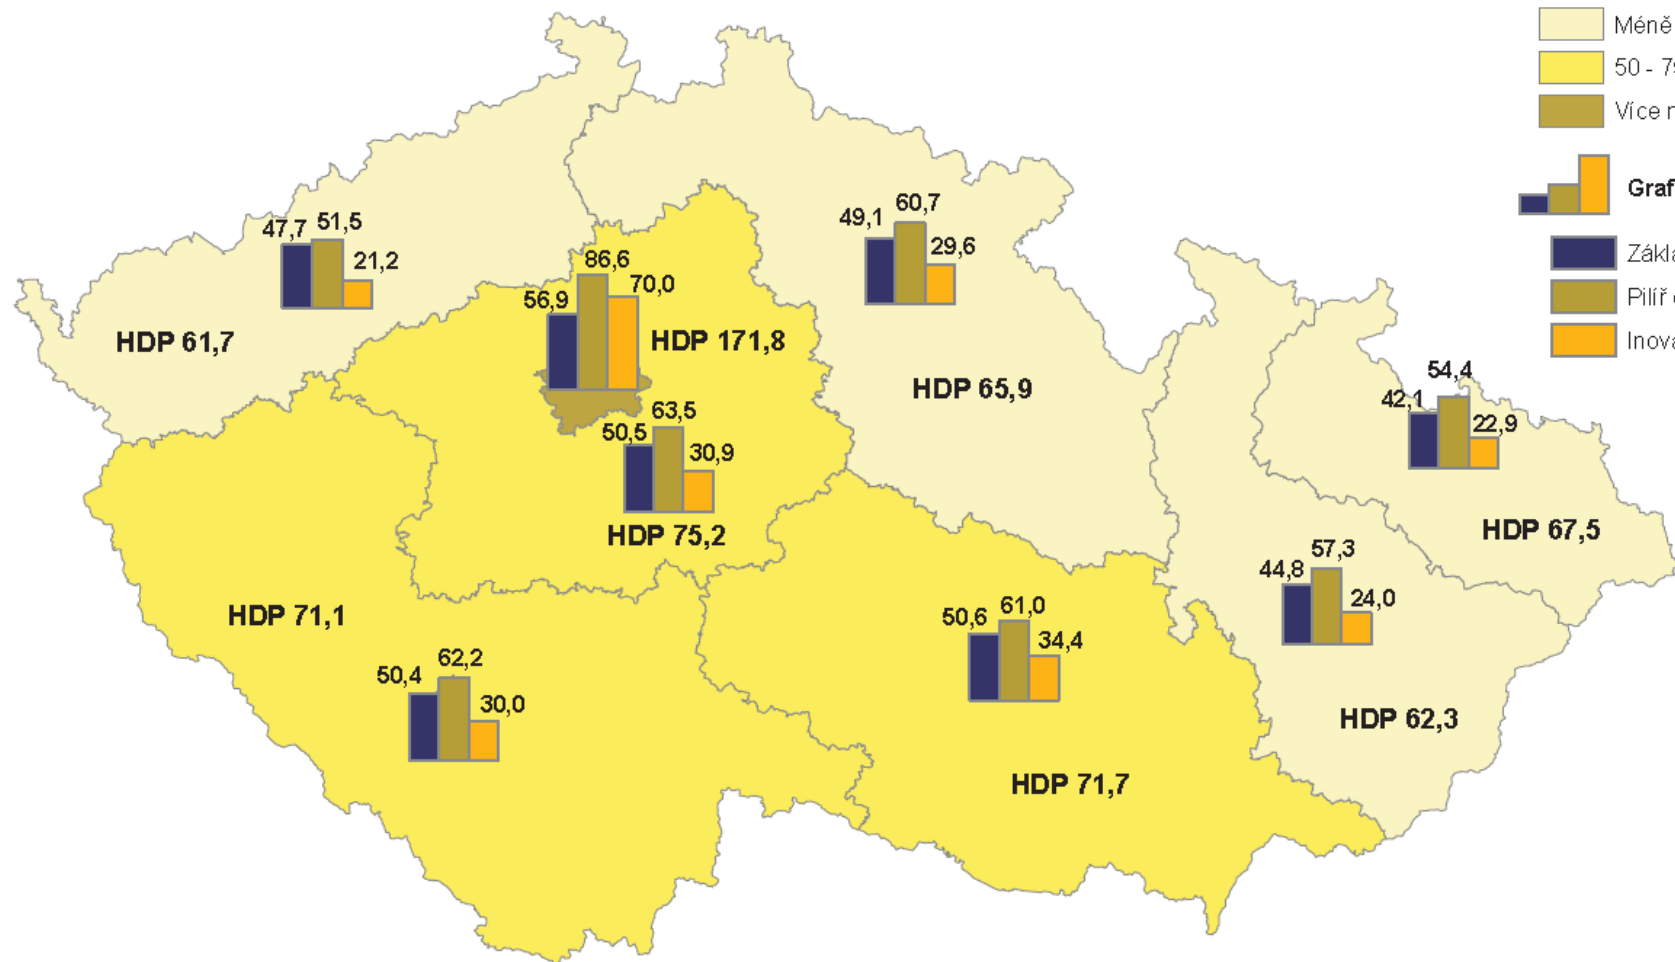 Méně
50 - 7
Více
Graf
47,7 51,5
21,2
HDP 61,7
86,6
70,0
56,9
HDP 171,8
63,5
50,5
30,9
HDP 75,2
60,7
49,1
29,6
HDP 65,9
54,4
42,1
22,9
HDP 67,5
57,3
44,8
24,0
HDP 62,3
61,0
50,6
34,4
HDP 71,7
HDP 71,1
62,2
50,4
30,0
Pilíř